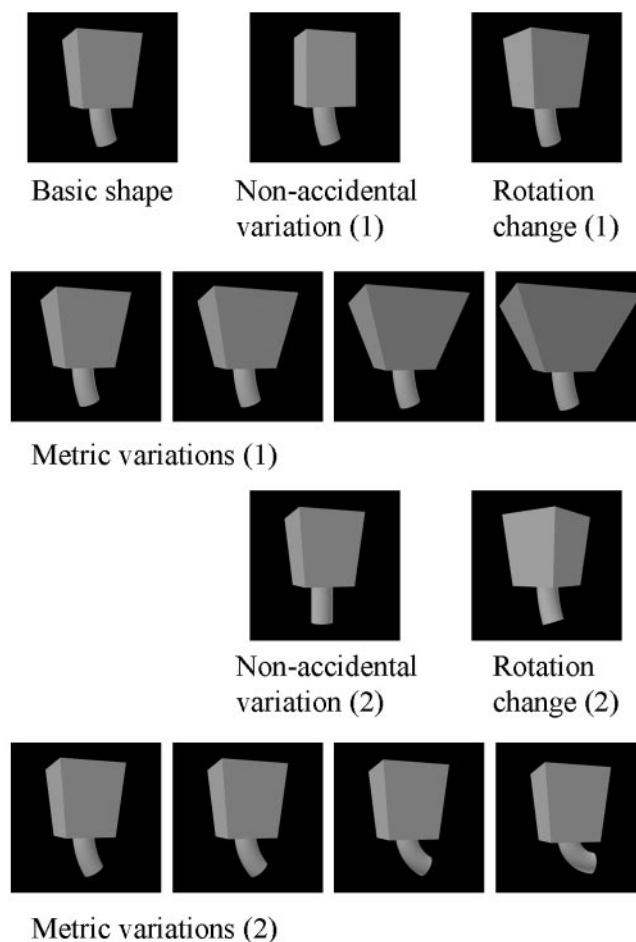 Basic shape
Non-accidental
variation (1)
Rotation
change (1)
Metric variations (1)
Non-accidental
variation (2)
Rotation
change (2)
Metric variations (2)